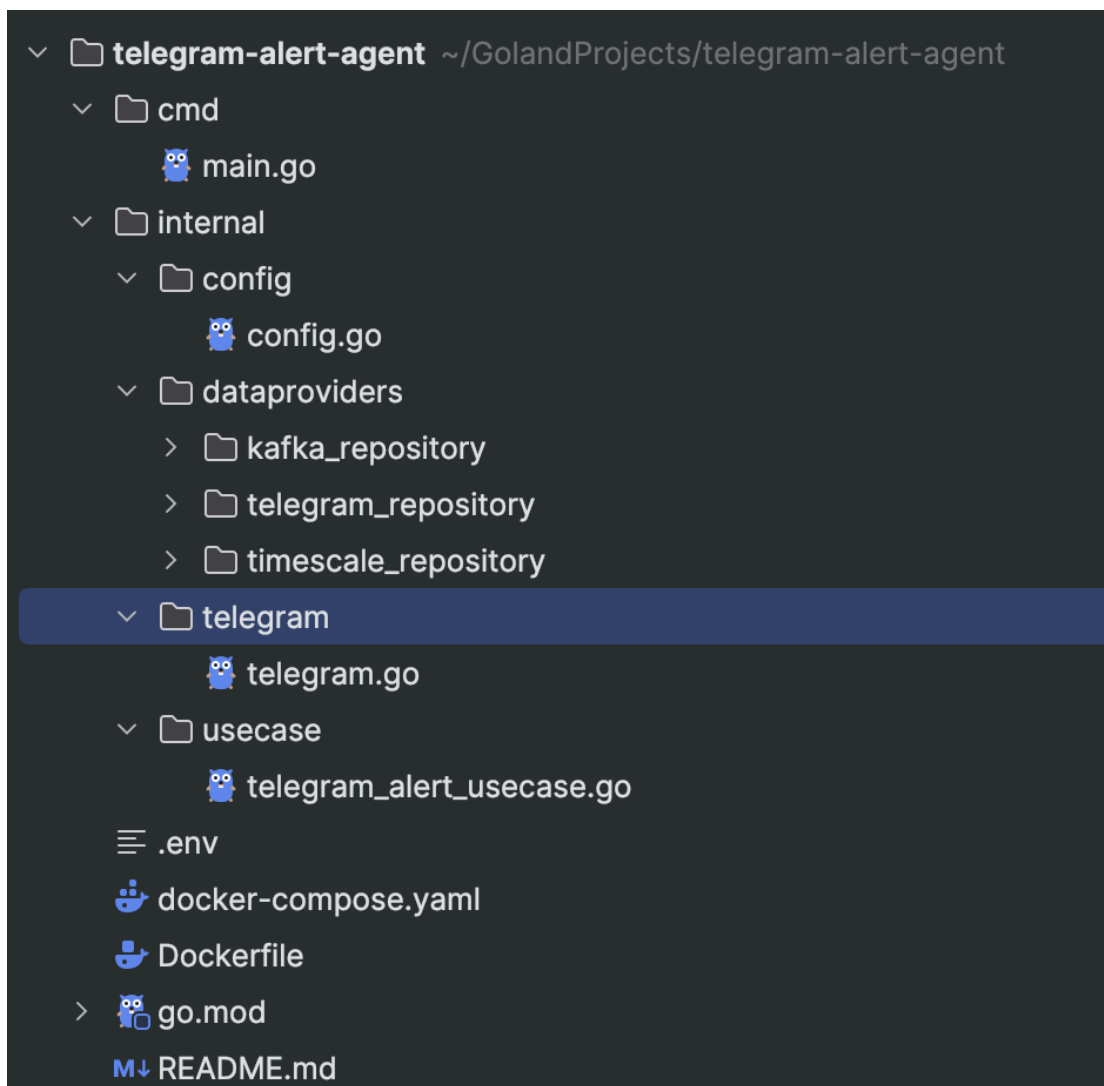 telegram-alert-agent ~/GolandProjects/telegram-alert-agent
cmd
main.go
internal
config
config.go
dataproviders
kafka_repository
telegram_repository
timescale_repository
telegram
telegram.go
usecase
telegram_alert_usecase.go
.env
docker-compose.yaml
Dockerfile
go.mod
M↓ README.md